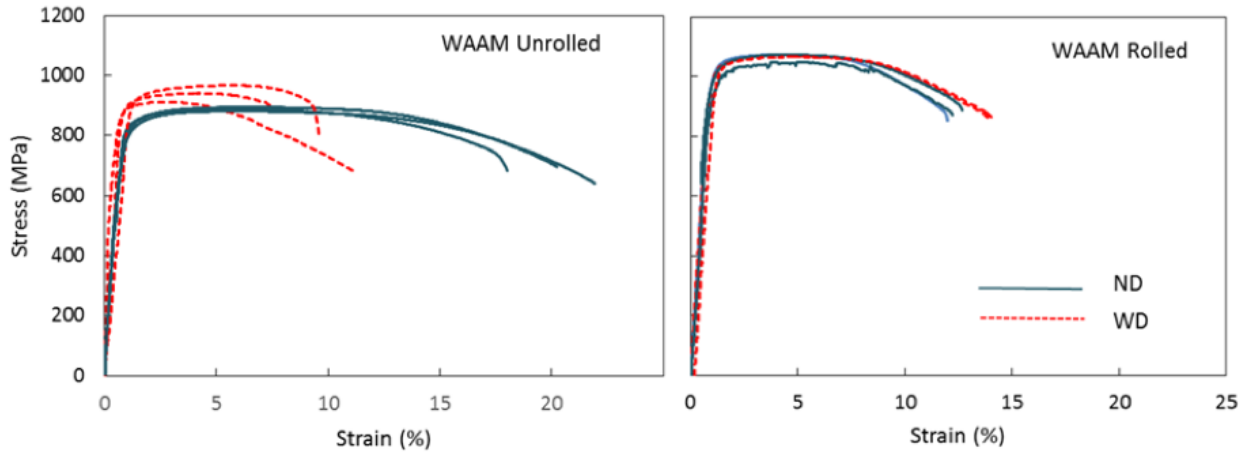 1200
1000
800
600
400
200
0
Stress (MPa)
WAAM Unrolled
0 5 10 15 20
Strain (%)
WAAM Rolled
ND
WD
0 5 10 15 20 25
Strain (%)